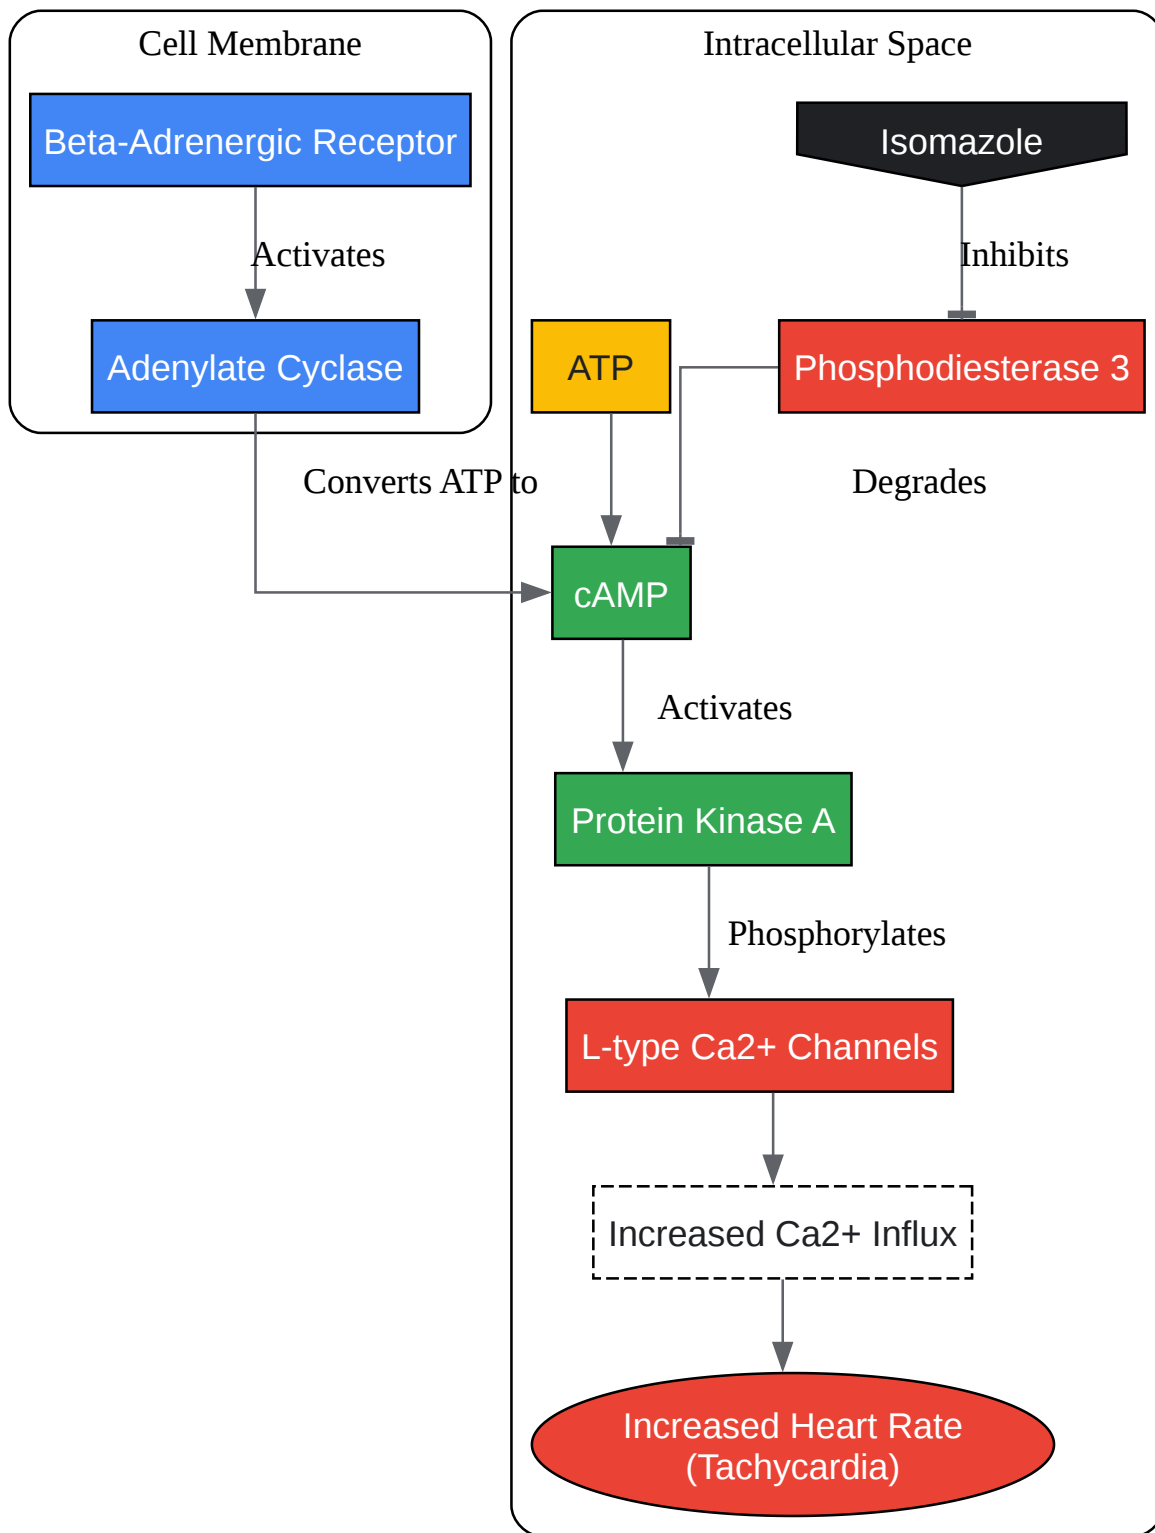 Cell Membrane
Beta-Adrenergic Receptor
Activates
Adenylate Cyclase
Converts ATP to
Intracellular Space
Isomazole
Inhibits
ATP
Phosphodiesterase 3
Degrades
cAMP
Activates
Protein Kinase A
Phosphorylates
L-type Ca2+ Channels
Increased Ca2+ Influx
Increased Heart Rate
(Tachycardia)